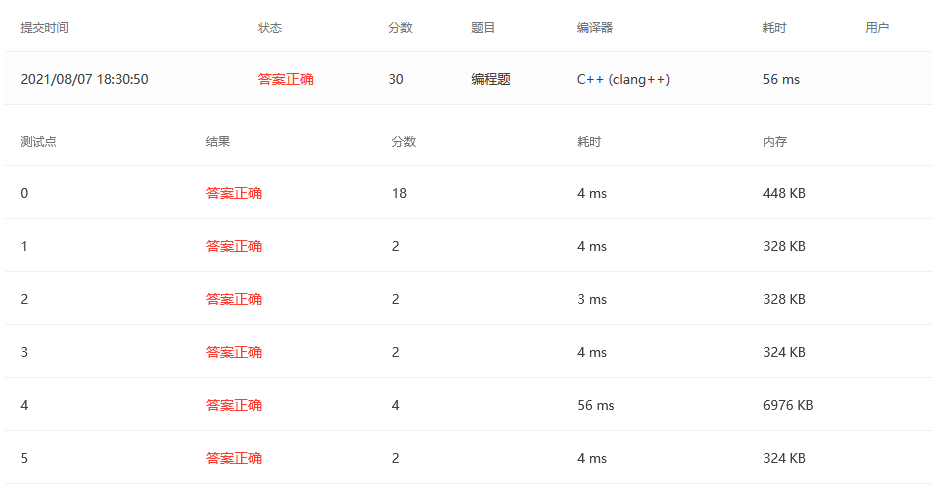 提交时间 状态 分数 题目 编译器 耗时 用户
2021/08/07 18:30:50 答案正确 30 编程题 C++ (clang++) 56 ms
测试点 结果 分数 耗时 内存
0 答案正确 18 4 ms 448 KB
1 答案正确 2 4 ms 328 KB
2 答案正确 2 3 ms 328 KB
3 答案正确 2 4 ms 324 KB
4 答案正确 4 56 ms 6976 KB
5 答案正确 2 4 ms 324 KB